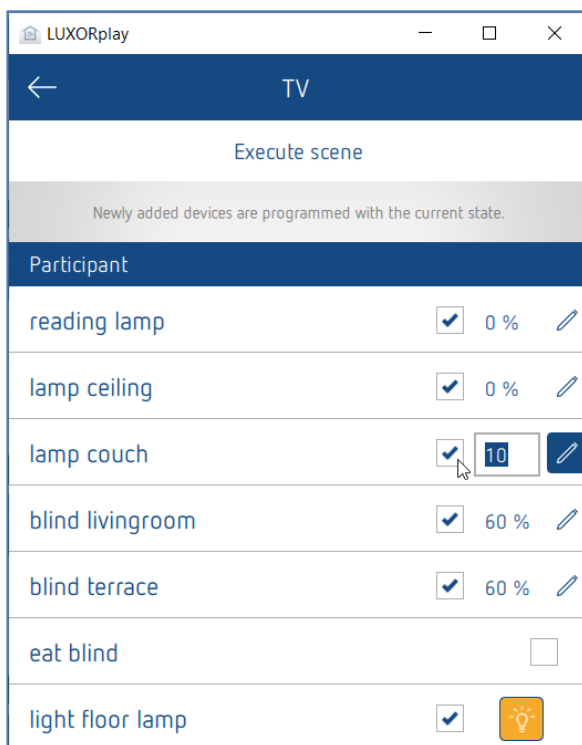 LUXORplay
TV
Execute scene
Newly added devices are programmed with the current state.
Participant
reading lamp 0 %
lamp ceiling 0 %
lamp couch 10
blind livingroom 60 %
blind terrace 60 %
eat blind
light floor lamp